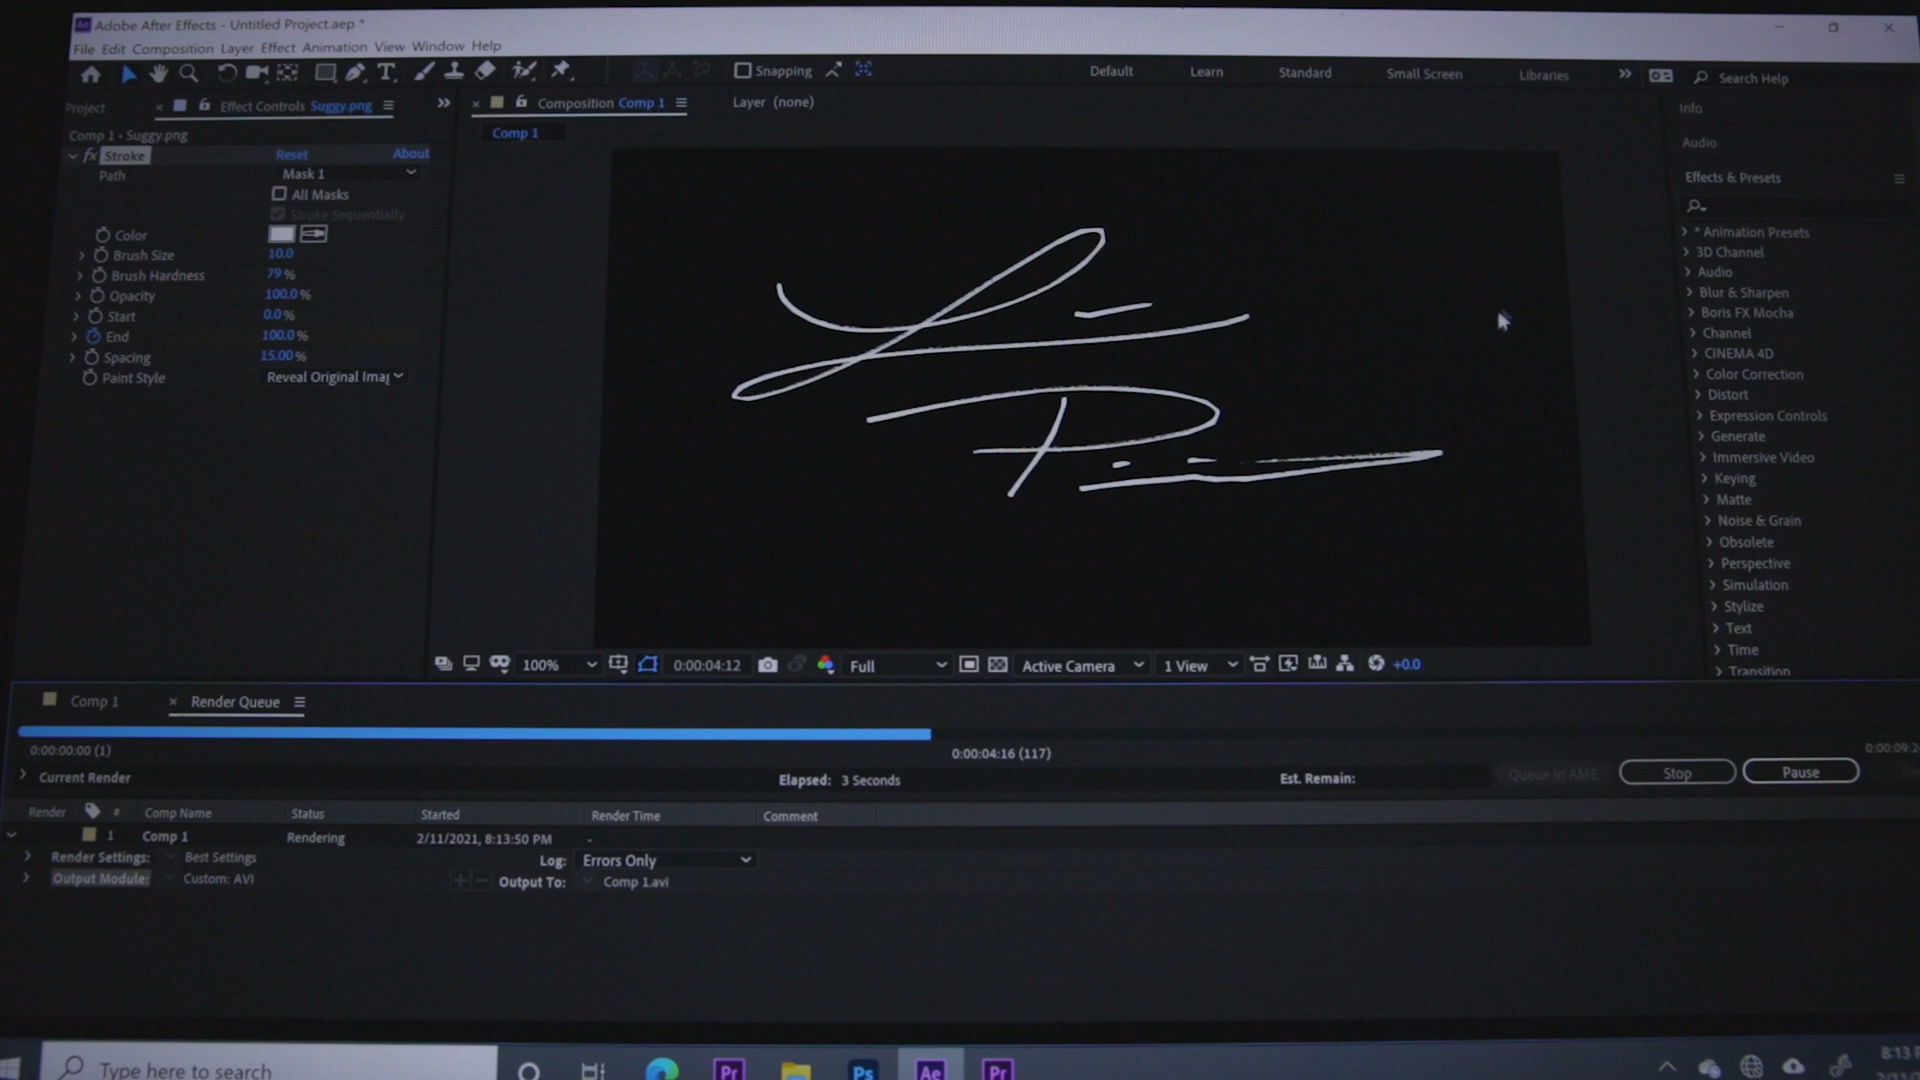 Adobe After Effects - Untitled Project.aep *
File Edit Composition Layer Effect Animation View Window Help
Snapping
Default Learn Standard Small Screen Libraries
Search Help
Project
Effect Controls Suggy.png
Composition Comp 1
Layer (none)
Info
Comp 1 • Suggy.png
Comp 1
Audio
fx Stroke Reset About
Path Mask 1
All Masks
Stroke Sequentially
Color
Brush Size 10.0
Brush Hardness 79 %
Opacity 100.0 %
Start 0.0 %
End 100.0 %
Spacing 15.00 %
Paint Style Reveal Original Imag
Effects & Presets
* Animation Presets
3D Channel
Audio
Blur & Sharpen
Boris FX Mocha
Channel
CINEMA 4D
Color Correction
Distort
Expression Controls
Generate
Immersive Video
Keying
Matte
Noise & Grain
Obsolete
Perspective
Simulation
Stylize
Text
Time
Transition
100% 0:00:04:12 Full Active Camera 1 View +0.0
Comp 1 Render Queue
0:00:00:00 (1) 0:00:04:16 (117) 0:00:09:2
Current Render Elapsed: 3 Seconds Est. Remain: Queue in AME Stop Pause
Render # Comp Name Status Started Render Time Comment
1 Comp 1 Rendering 2/11/2021, 8:13:50 PM -
Render Settings: Best Settings Log: Errors Only
Output Module: Custom: AVI + − Output To: Comp 1.avi
Type here to search
Pr Ps Ae Pr
8:13